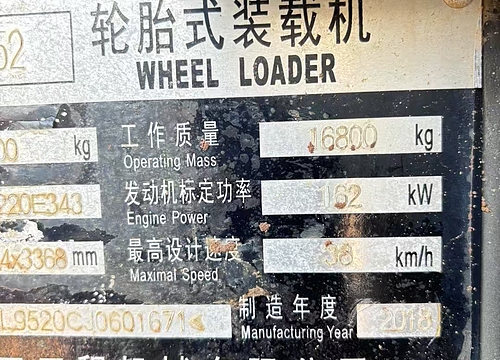 52 轮胎式装载机
WHEEL LOADER
00 kg 工作质量 16800 kg
Operating Mass
220E343 发动机标定功率 162 kW
Engine Power
4x3368 mm 最高设计速度 38 km/h
Maximal Speed
L9520CJ0601671< 制造年度 2018
Manufacturing Year